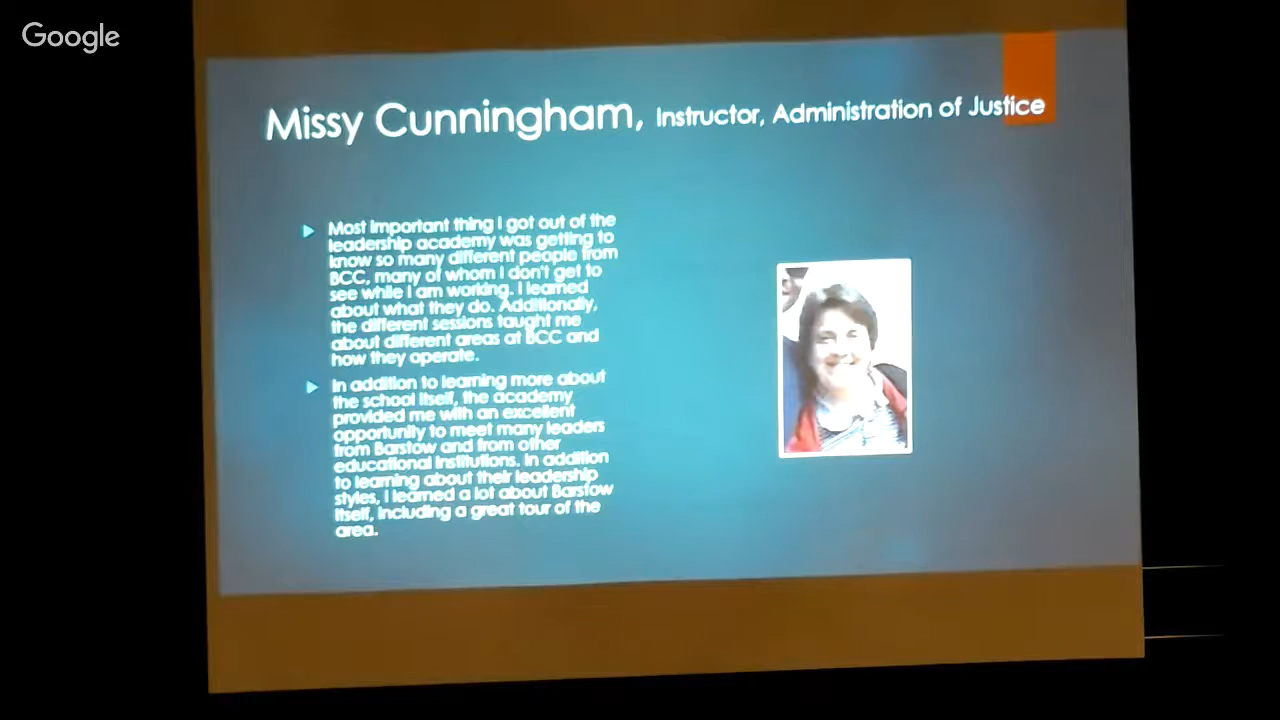 Google
Missy Cunningham, Instructor, Administration of Justice
Most important thing I got out of the
leadership academy was getting to
know so many different people from
BCC, many of whom I don't get to
see while I am working. I learned
about what they do. Additionally,
the different sessions taught me
about different areas at BCC and
how they operate.
In addition to learning more about
the school itself, the academy
provided me with an excellent
opportunity to meet many leaders
from Barstow and from other
educational institutions. In addition
to learning about their leadership
styles, I learned a lot about Barstow
itself, including a great tour of the
area.